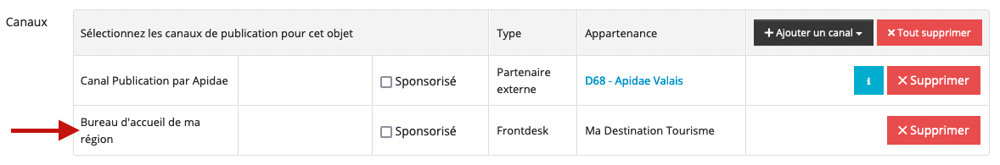 Canaux
Sélectionnez les canaux de publication pour cet objet Type Appartenance Ajouter un canal Tout supprimer
Canal Publication par Apidae Sponsorisé Partenaire externe D68 - Apidae Valais i Supprimer
Bureau d'accueil de ma région Sponsorisé Frontdesk Ma Destination Tourisme Supprimer